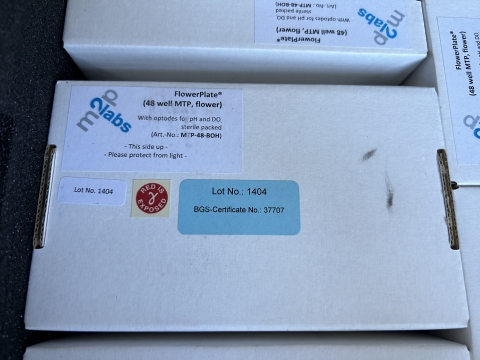 FlowerPlate®
(48 well MTP, flower)
With optodes for pH and DO
sterile packed
(Art.-No.: MTP-48-BOH)
m2p
labs
FlowerPlate®
(48 well MTP, flower)
With optodes for pH and DO,
sterile packed
(Art.-No.: MTP-48-BOH)
- This side up -
- Please protect from light -
m2p
labs
Lot No. 1404
RED IS
γ
EXPOSED
Lot No.: 1404
BGS-Certificate No.: 37707
(48 well MTP, flower)